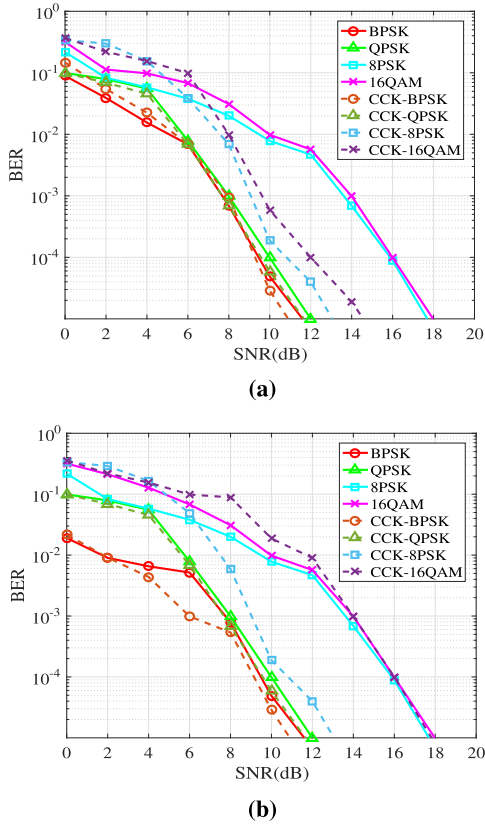 10^0
10^-1
10^-2
10^-3
10^-4
BER
0 2 4 6 8 10 12 14 16 18 20
SNR(dB)
BPSK
QPSK
8PSK
16QAM
CCK-BPSK
CCK-QPSK
CCK-8PSK
CCK-16QAM
(a)
10^0
10^-1
10^-2
10^-3
10^-4
BER
0 2 4 6 8 10 12 14 16 18 20
SNR(dB)
BPSK
QPSK
8PSK
16QAM
CCK-BPSK
CCK-QPSK
CCK-8PSK
CCK-16QAM
(b)